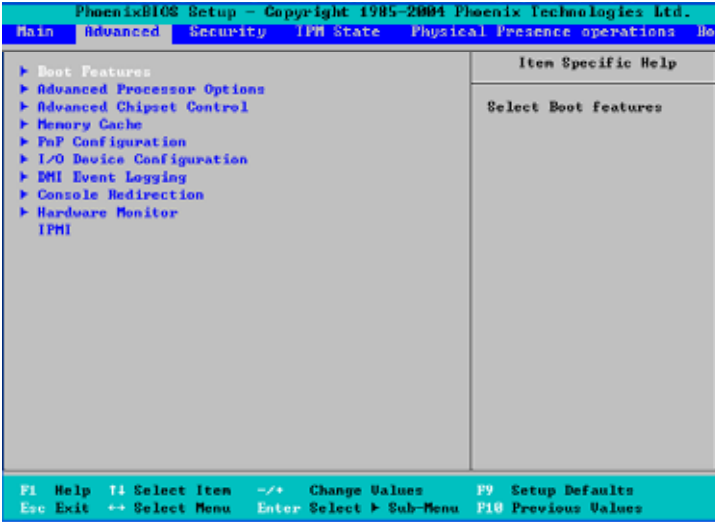 PhoenixBIOS Setup - Copyright 1985-2004 Phoenix Technologies Ltd.
Main Advanced Security IPM State Physical Presence operations Bo
Item Specific Help
▶ Boot Features
▶ Advanced Processor Options
▶ Advanced Chipset Control
▶ Memory Cache
▶ PnP Configuration
▶ I/O Device Configuration
▶ DMI Event Logging
▶ Console Redirection
▶ Hardware Monitor
IPMI
Select Boot features
F1 Help ↑↓ Select Item -/+ Change Values F9 Setup Defaults
Esc Exit ↔ Select Menu Enter Select ▶ Sub-Menu F10 Previous Values